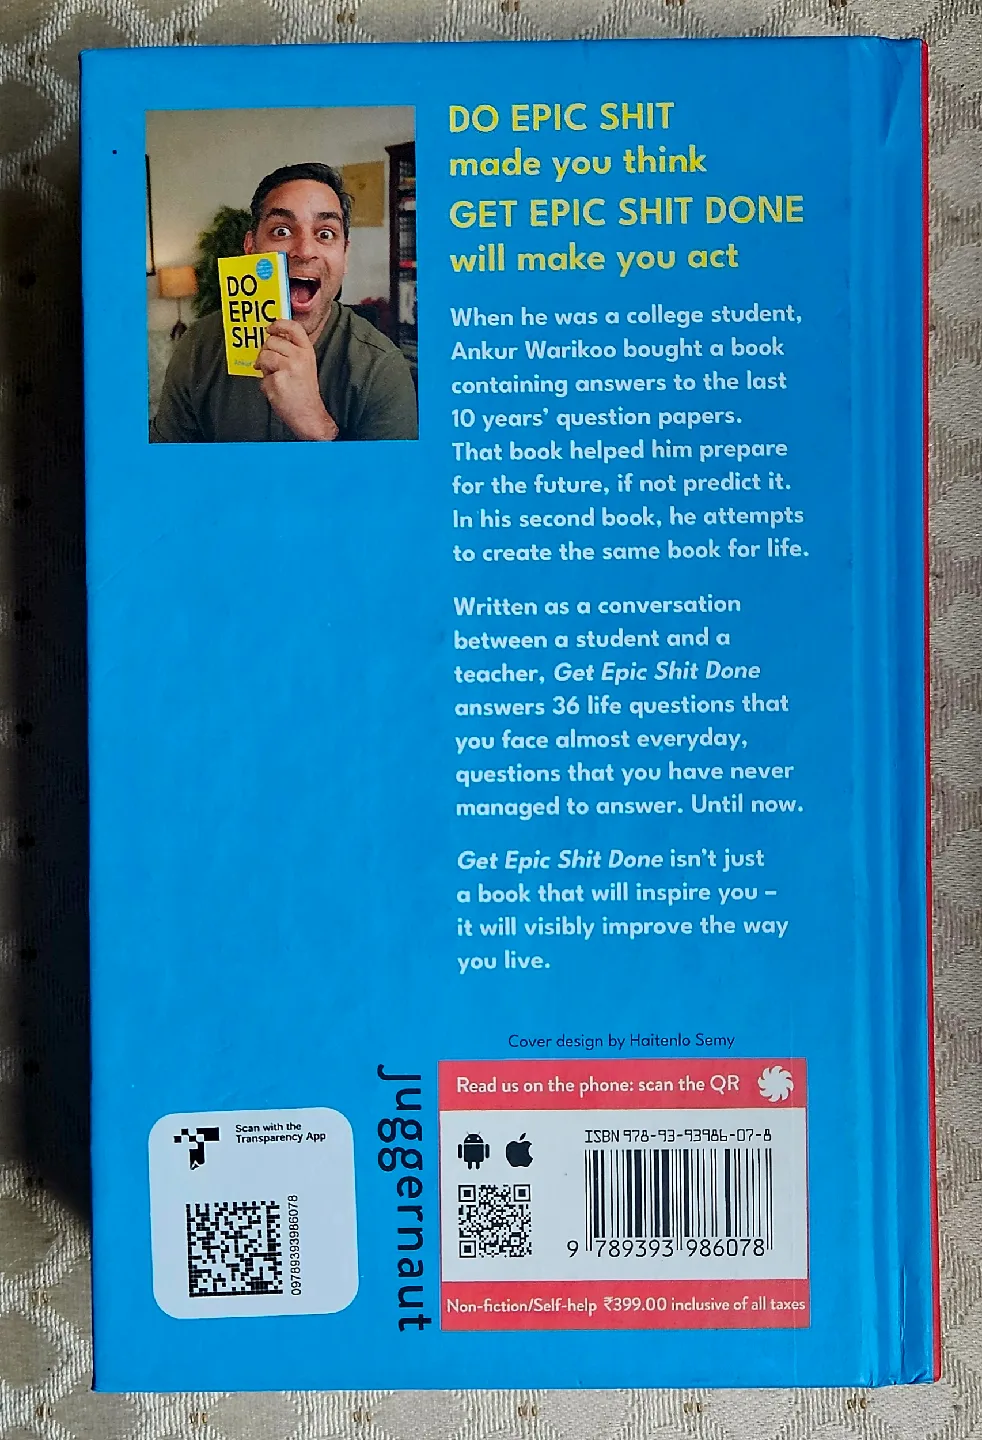 DO EPIC SHIT
made you think
GET EPIC SHIT DONE
will make you act
DO
EPIC
SHIT
When he was a college student,
Ankur Warikoo bought a book
containing answers to the last
10 years' question papers.
That book helped him prepare
for the future, if not predict it.
In his second book, he attempts
to create the same book for life.
Written as a conversation
between a student and a
teacher, Get Epic Shit Done
answers 36 life questions that
you face almost everyday,
questions that you have never
managed to answer. Until now.
Get Epic Shit Done isn't just
a book that will inspire you –
it will visibly improve the way
you live.
Cover design by Haitenlo Semy
Read us on the phone: scan the QR
ISBN 978-93-93986-07-8
9 789393 986078
Non-fiction/Self-help ₹399.00 inclusive of all taxes
juggernaut
Scan with the
Transparency App
09789393986078